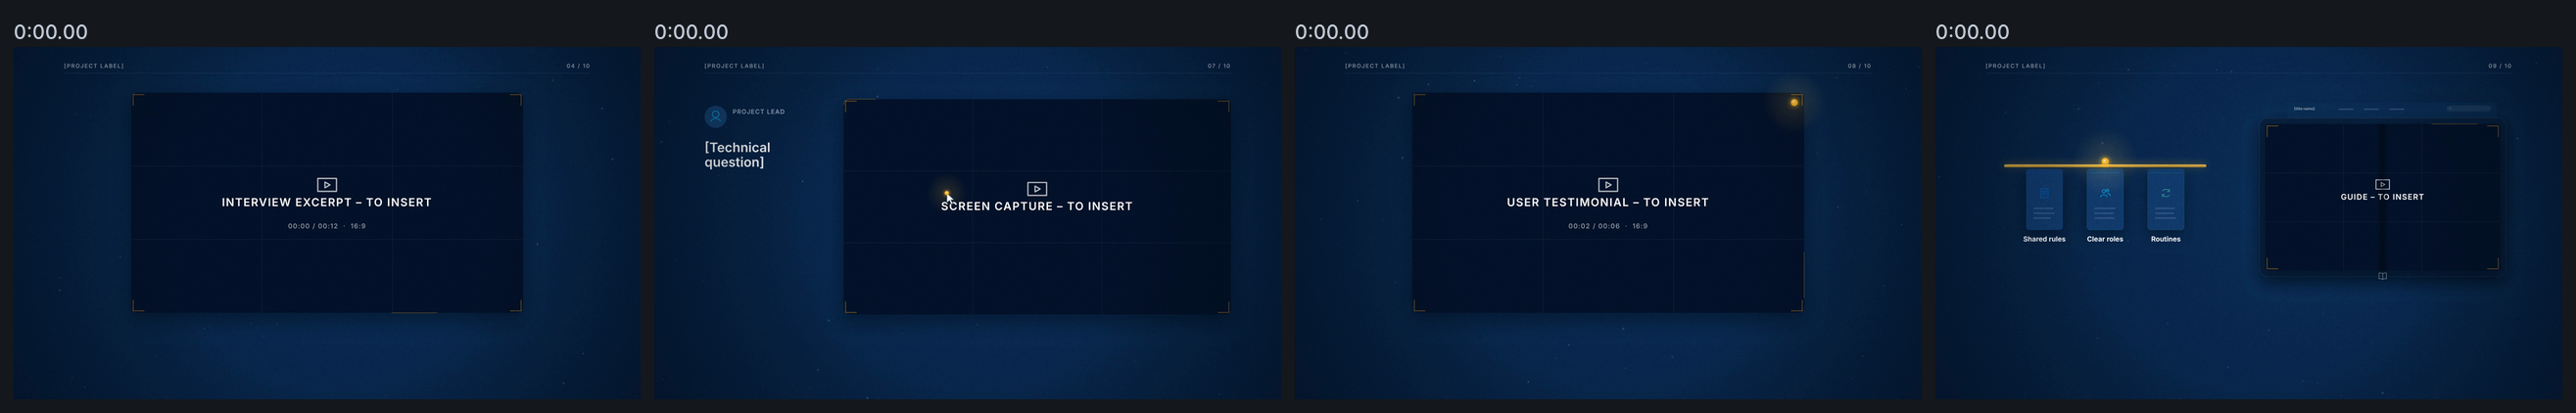 0:00.00
[PROJECT LABEL]
04 / 10
INTERVIEW EXCERPT – TO INSERT
00:00 / 00:12 · 16:9
0:00.00
[PROJECT LABEL]
07 / 10
PROJECT LEAD
[Technical
question]
SCREEN CAPTURE – TO INSERT
0:00.00
[PROJECT LABEL]
08 / 10
USER TESTIMONIAL – TO INSERT
00:02 / 00:06 · 16:9
0:00.00
[PROJECT LABEL]
09 / 10
Shared rules
Clear roles
Routines
GUIDE – TO INSERT